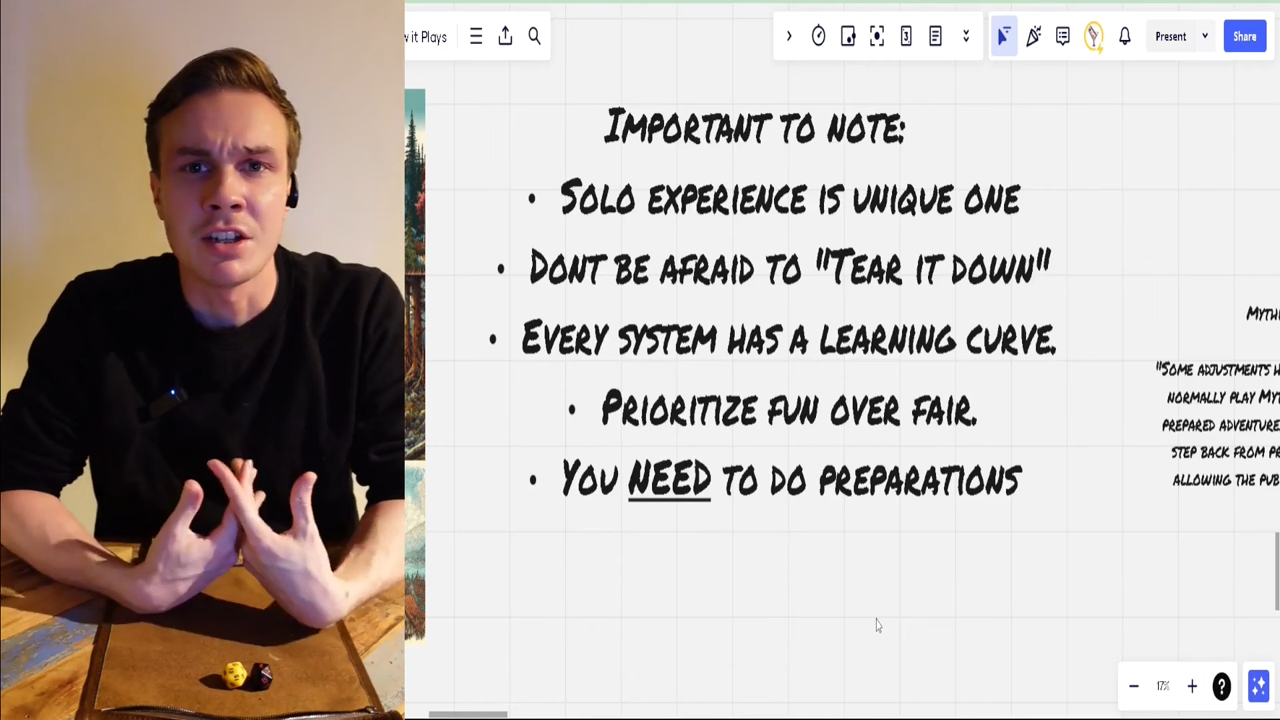 w it Plays
3
Present
Share
IMPORTANT TO NOTE:
• SOLO EXPERIENCE IS UNIQUE ONE
• DONT BE AFRAID TO "TEAR IT DOWN"
• EVERY SYSTEM HAS A LEARNING CURVE.
• PRIORITIZE FUN OVER FAIR.
• YOU NEED TO DO PREPARATIONS
"SOME ADJUSTMENTS
NORMALLY PLAY
PREPARED
STEP BACK FROM
ALLOWING THE
17%
?